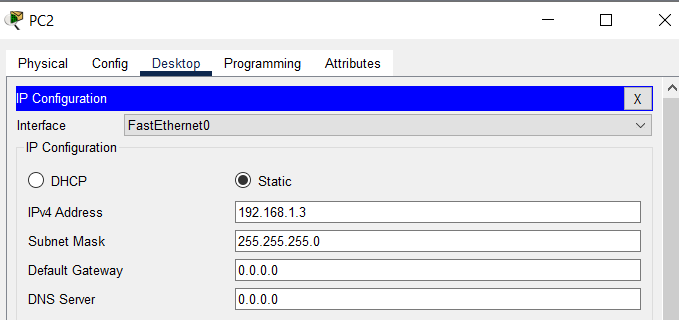 PC2
Physical Config Desktop Programming Attributes
IP Configuration X
Interface FastEthernet0
IP Configuration
DHCP Static
IPv4 Address 192.168.1.3
Subnet Mask 255.255.255.0
Default Gateway 0.0.0.0
DNS Server 0.0.0.0